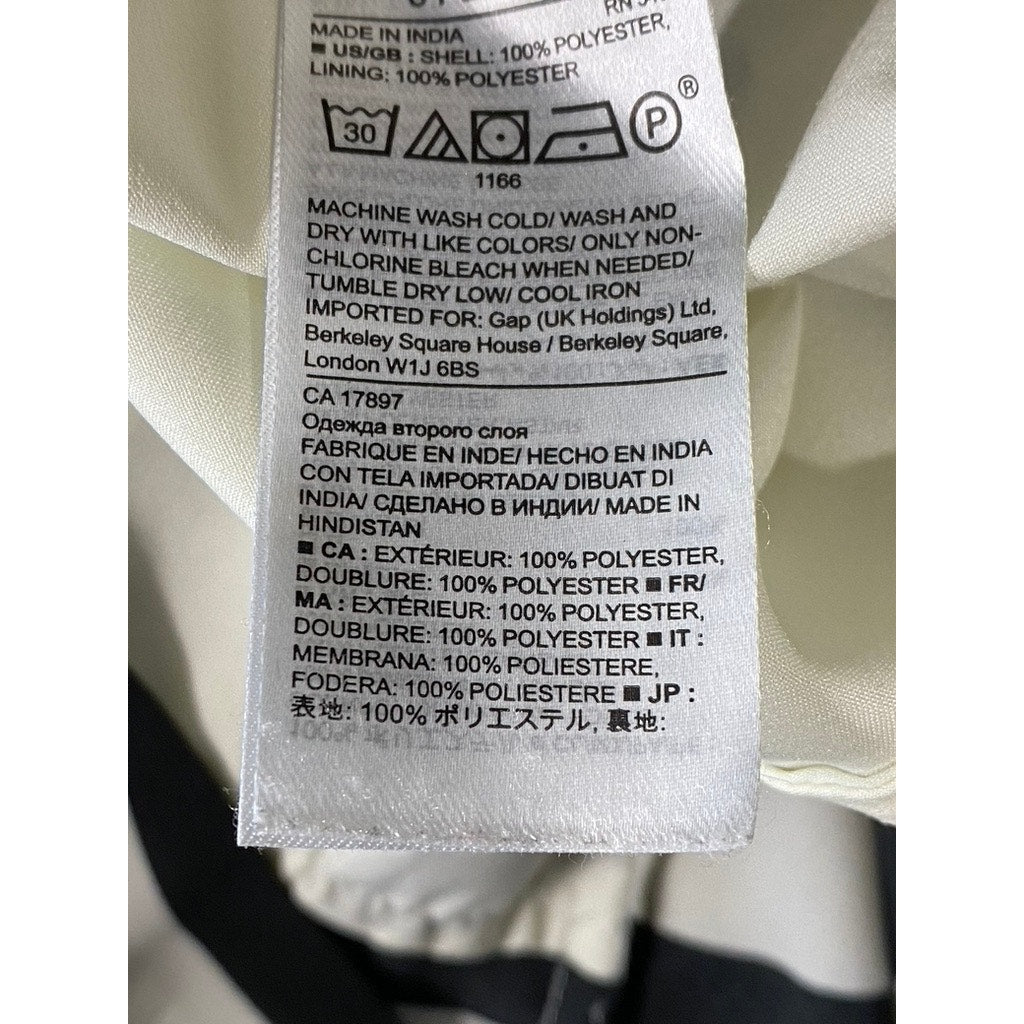 MADE IN INDIA
■ US/GB : SHELL: 100% POLYESTER,
LINING: 100% POLYESTER
30 P ®
1166
MACHINE WASH COLD/ WASH AND
DRY WITH LIKE COLORS/ ONLY NON-
CHLORINE BLEACH WHEN NEEDED/
TUMBLE DRY LOW/ COOL IRON
IMPORTED FOR: Gap (UK Holdings) Ltd,
Berkeley Square House / Berkeley Square,
London W1J 6BS
CA 17897
Одежда второго слоя
FABRIQUE EN INDE/ HECHO EN INDIA
CON TELA IMPORTADA/ DIBUAT DI
INDIA/ СДЕЛАНО В ИНДИИ/ MADE IN
HINDISTAN
■ CA : EXTÉRIEUR: 100% POLYESTER,
DOUBLURE: 100% POLYESTER ■ FR/
MA : EXTÉRIEUR: 100% POLYESTER,
DOUBLURE: 100% POLYESTER ■ IT :
MEMBRANA: 100% POLIESTERE,
FODERA: 100% POLIESTERE ■ JP :
表地: 100% ポリエステル, 裏地: